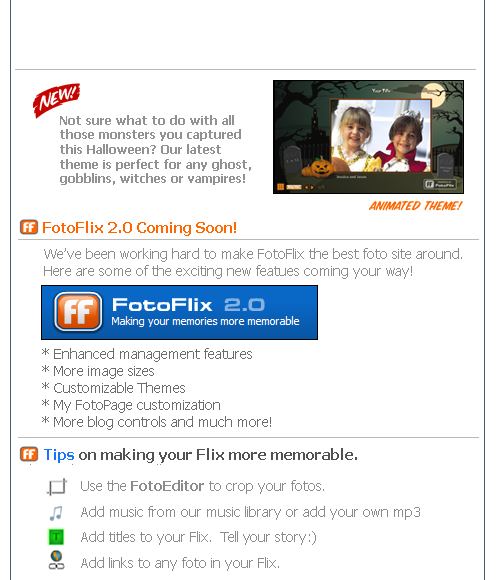 NEW!
Not sure what to do with all
those monsters you captured
this Halloween? Our latest
theme is perfect for any ghost,
gobblins, witches or vampires!
Your Title
ff FotoFlix
ANIMATED THEME!
ff FotoFlix 2.0 Coming Soon!
We've been working hard to make FotoFlix the best foto site around.
Here are some of the exciting new featues coming your way!
ff FotoFlix 2.0
Making your memories more memorable
* Enhanced management features
* More image sizes
* Customizable Themes
* My FotoPage customization
* More blog controls and much more!
ff Tips on making your Flix more memorable.
Use the FotoEditor to crop your fotos.
Add music from our music library or add your own mp3
T Add titles to your Flix. Tell your story:)
Add links to any foto in your Flix.